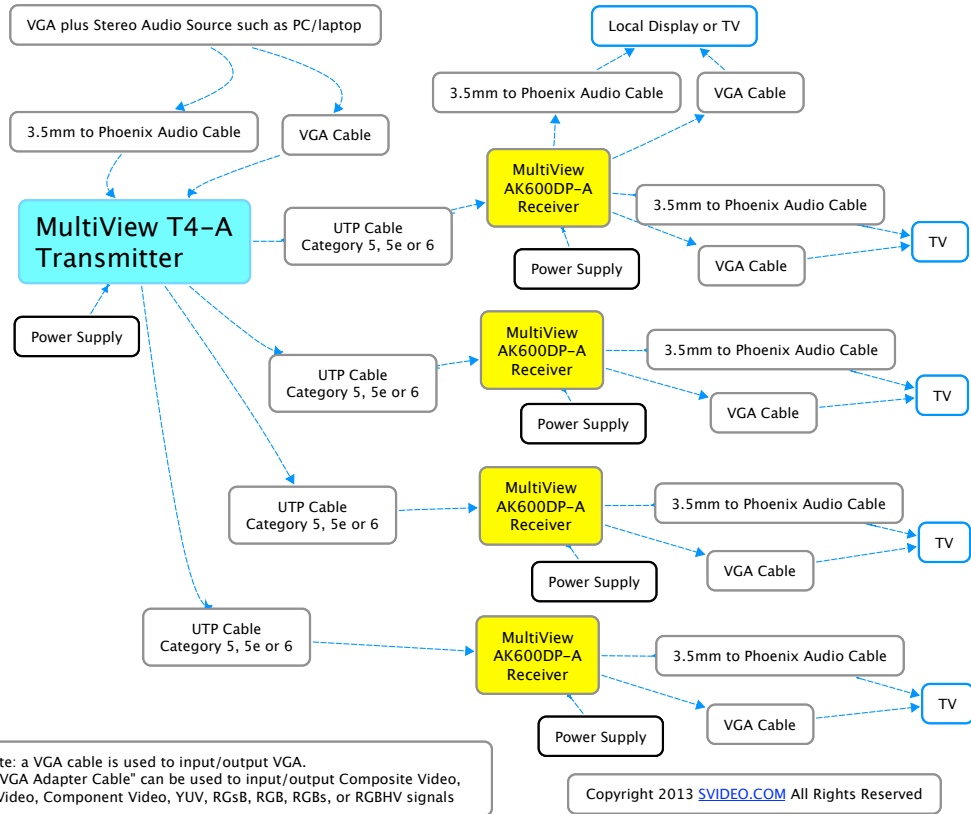 VGA plus Stereo Audio Source such as PC/laptop
Local Display or TV
3.5mm to Phoenix Audio Cable
VGA Cable
3.5mm to Phoenix Audio Cable
VGA Cable
MultiView
AK600DP-A
Receiver
MultiView T4-A
Transmitter
UTP Cable
Category 5, 5e or 6
3.5mm to Phoenix Audio Cable
TV
VGA Cable
Power Supply
Power Supply
UTP Cable
Category 5, 5e or 6
MultiView
AK600DP-A
Receiver
3.5mm to Phoenix Audio Cable
TV
VGA Cable
Power Supply
UTP Cable
Category 5, 5e or 6
MultiView
AK600DP-A
Receiver
3.5mm to Phoenix Audio Cable
TV
VGA Cable
Power Supply
UTP Cable
Category 5, 5e or 6
MultiView
AK600DP-A
Receiver
3.5mm to Phoenix Audio Cable
TV
VGA Cable
Power Supply
te: a VGA cable is used to input/output VGA.
VGA Adapter Cable" can be used to input/output Composite Video,
Video, Component Video, YUV, RGsB, RGB, RGBs, or RGBHV signals
Copyright 2013 SVIDEO.COM All Rights Reserved